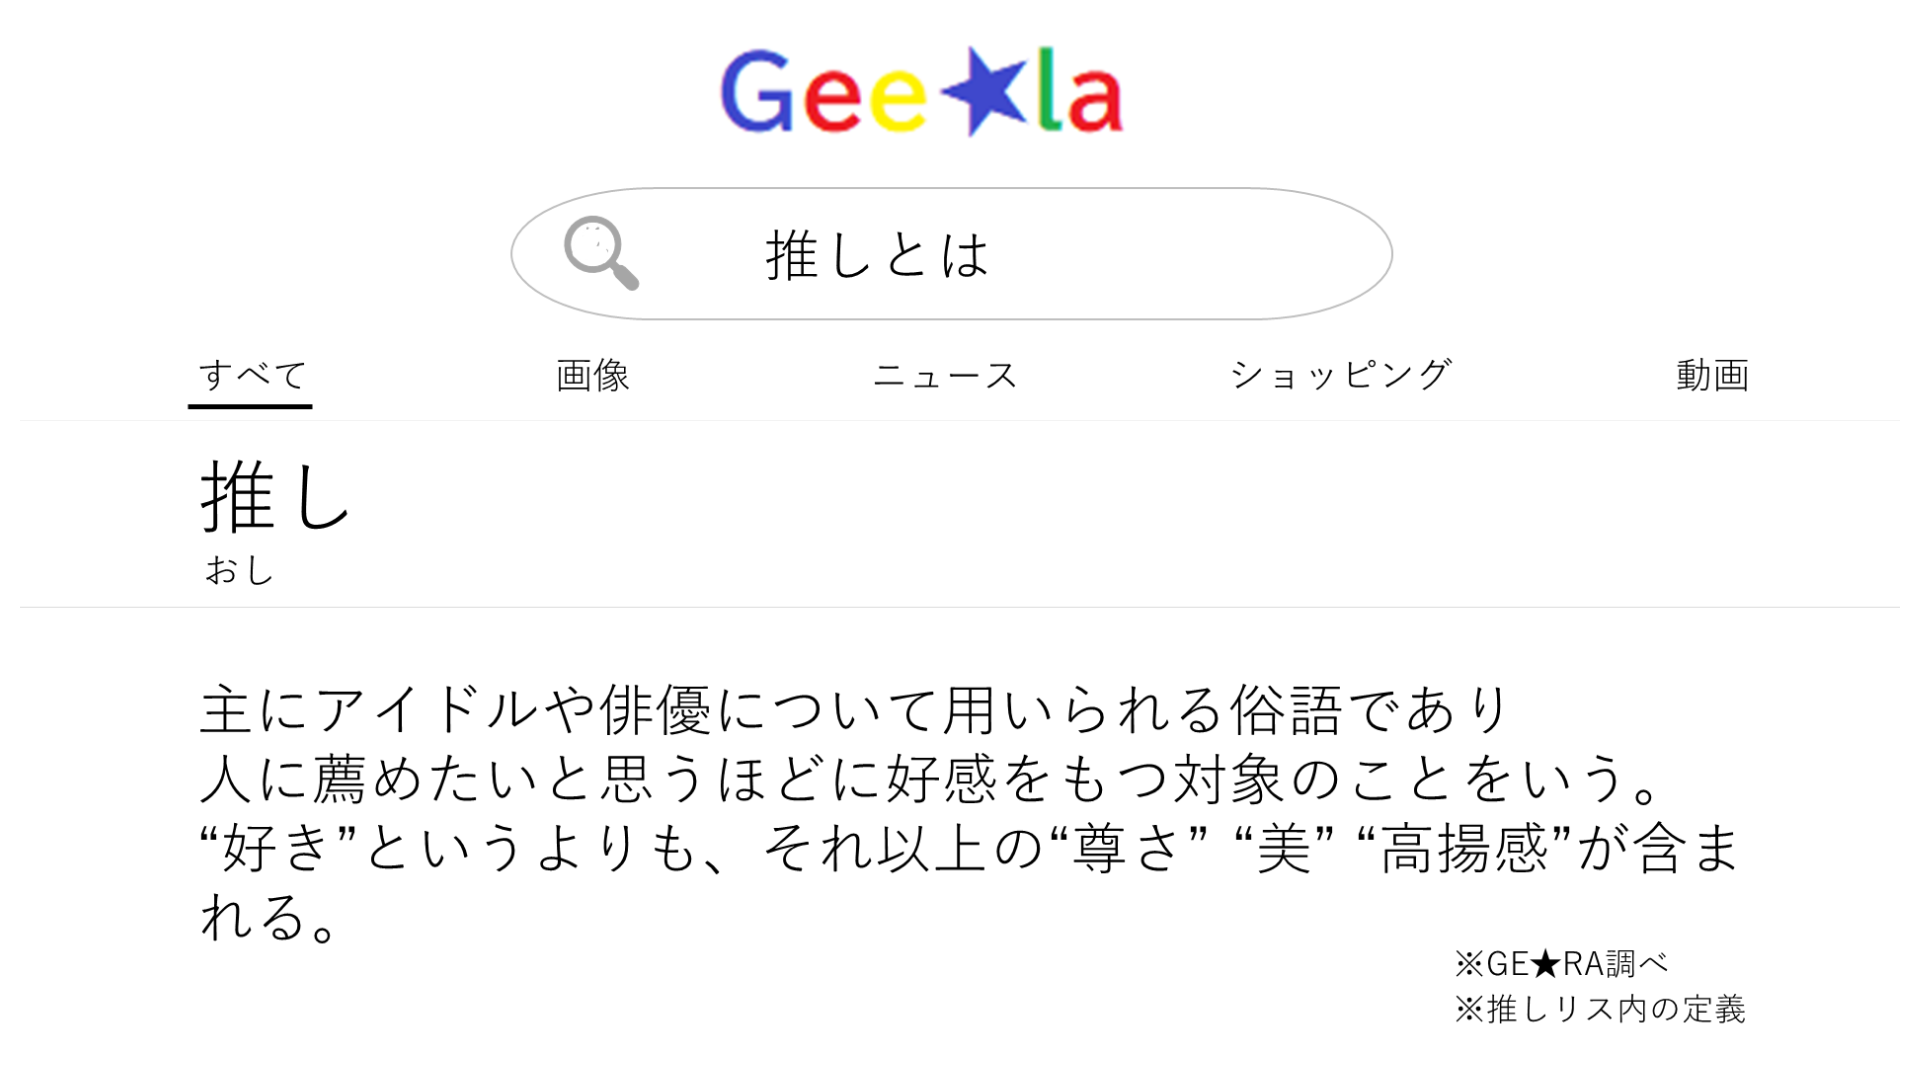 Gee★la
推しとは
すべて 画像 ニュース ショッピング 動画
推し
おし
主にアイドルや俳優について用いられる俗語であり
人に薦めたいと思うほどに好感をもつ対象のことをいう。
“好き”というよりも、それ以上の“尊さ” “美” “高揚感”が含ま
れる。
※GE★RA調べ
※推しリス内の定義